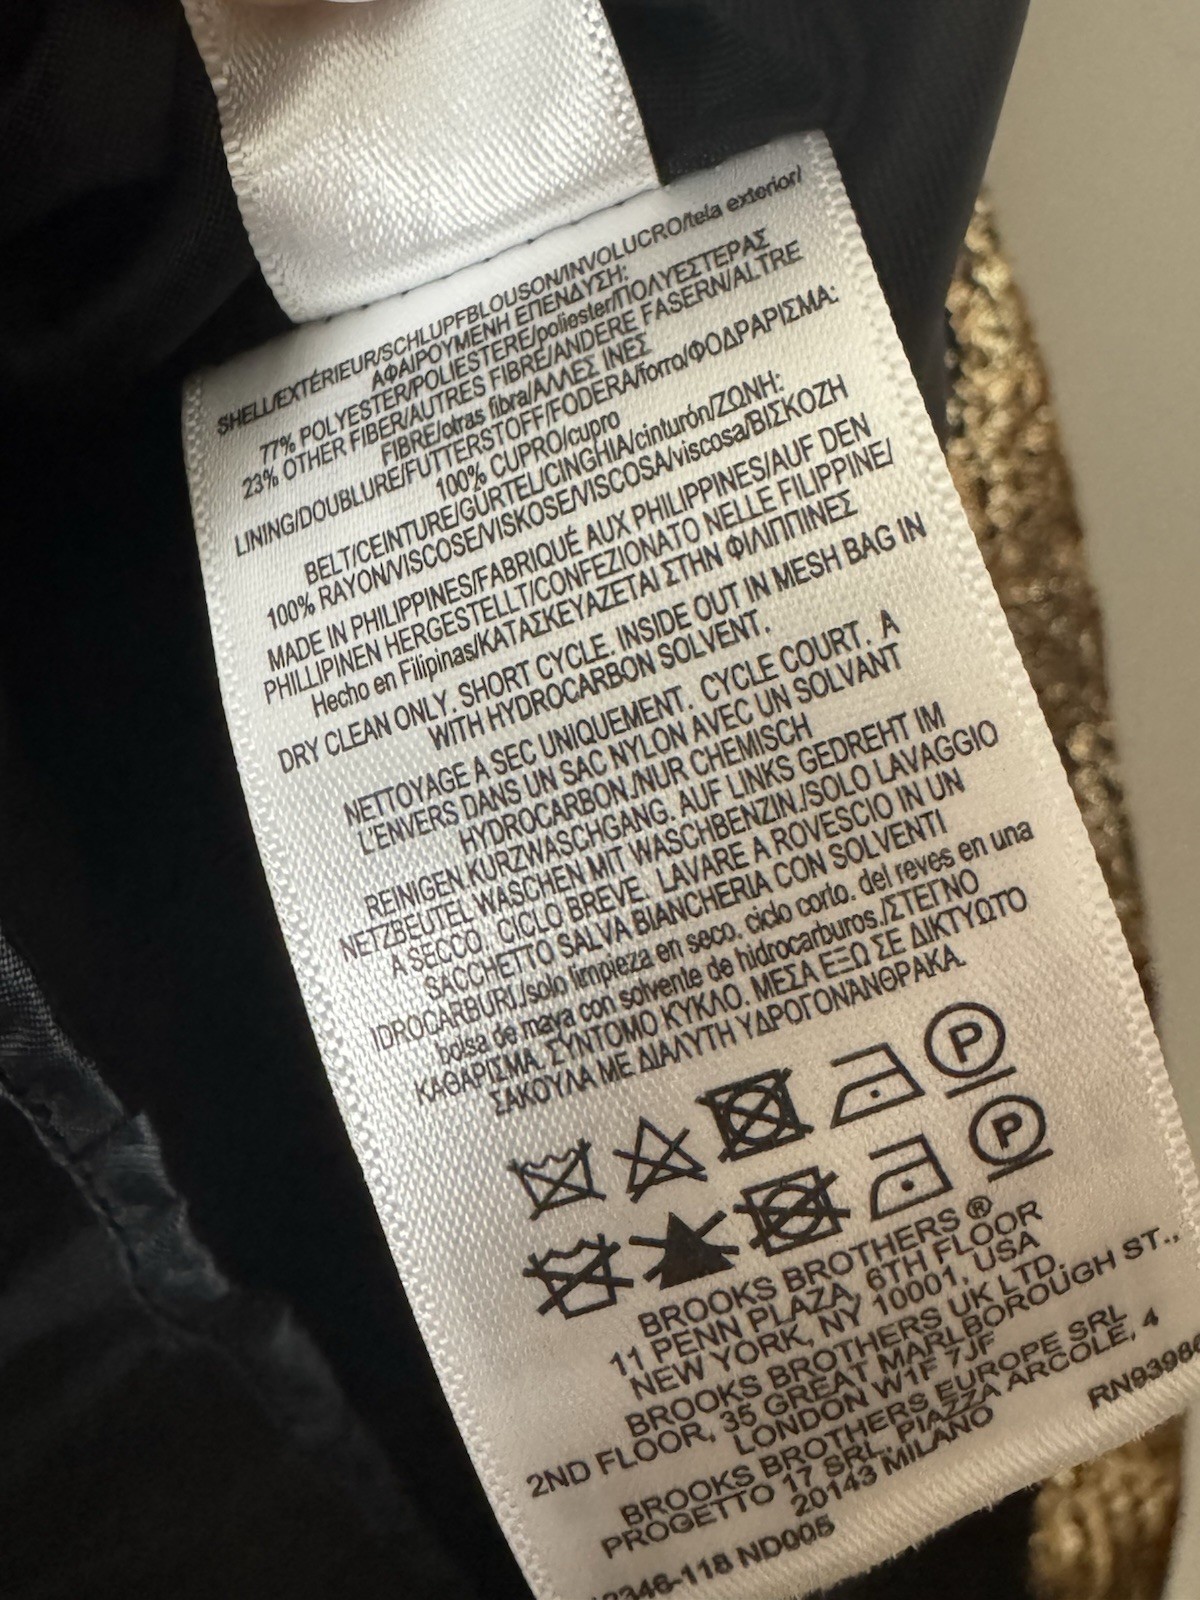 SHELL/EXTÉRIEUR/SCHLUPFBLOUSON/INVOLUCRO/tela exterior/
ΑΦΑΙΡΟΥΜΕΝΗ ΕΠΕΝΔΥΣΗ:
77% POLYESTER/POLIESTERE/poliester/ΠΟΛΥΕΣΤΕΡΑΣ
23% OTHER FIBER/AUTRES FIBRE/ANDERE FASERN/ALTRE
FIBRE/otras fibra/ΑΛΛΕΣ ΙΝΕΣ
LINING/DOUBLURE/FUTTERSTOFF/FODERA/forro/ΦΟΔΡΑΡΙΣΜΑ:
100% CUPRO/cupro
BELT/CEINTURE/GÜRTEL/CINGHIA/cinturón/ΖΩΝΗ:
100% RAYON/VISCOSE/VISKOSE/VISCOSA/viscosa/ΒΙΣΚΟΖΗ
MADE IN PHILIPPINES/FABRIQUÉ AUX PHILIPPINES/AUF DEN
PHILLIPINEN HERGESTELLT/CONFEZIONATO NELLE FILIPPINE/
Hecho en Filipinas/ΚΑΤΑΣΚΕΥΑΖΕΤΑΙ ΣΤΗΝ ΦΙΛΙΠΠΙΝΕΣ
DRY CLEAN ONLY. SHORT CYCLE. INSIDE OUT IN MESH BAG IN
WITH HYDROCARBON SOLVENT.
NETTOYAGE A SEC UNIQUEMENT. CYCLE COURT. A
L'ENVERS DANS UN SAC NYLON AVEC UN SOLVANT
HYDROCARBON./NUR CHEMISCH
REINIGEN.KURZWASCHGANG. AUF LINKS GEDREHT IM
NETZBEUTEL WASCHEN MIT WASCHBENZIN./SOLO LAVAGGIO
A SECCO. CICLO BREVE. LAVARE A ROVESCIO IN UN
SACCHETTO SALVA BIANCHERIA CON SOLVENTI
IDROCARBURI./solo limpieza en seco. ciclo corto. del reves en una
bolsa de maya con solvente de hidrocarburos./ΣΤΕΓΝΟ
ΚΑΘΑΡΙΣΜΑ. ΣΥΝΤΟΜΟ ΚΥΚΛΟ. ΜΕΣΑ ΕΞΩ ΣΕ ΔΙΚΤΥΩΤΟ
ΣΑΚΟΥΛΑ ΜΕ ΔΙΑΛΥΤΗ ΥΔΡΟΓΟΝΑΝΘΡΑΚΑ.
P
P
BROOKS BROTHERS ®
11 PENN PLAZA, 6TH FLOOR
NEW YORK, NY 10001, USA
BROOKS BROTHERS UK LTD.
2ND FLOOR, 35 GREAT MARLBOROUGH ST.,
LONDON W1F 7JF
BROOKS BROTHERS EUROPE SRL
PROGETTO 17 SRL, PIAZZA ARCOLE, 4
20143 MILANO
RN9398
ND005